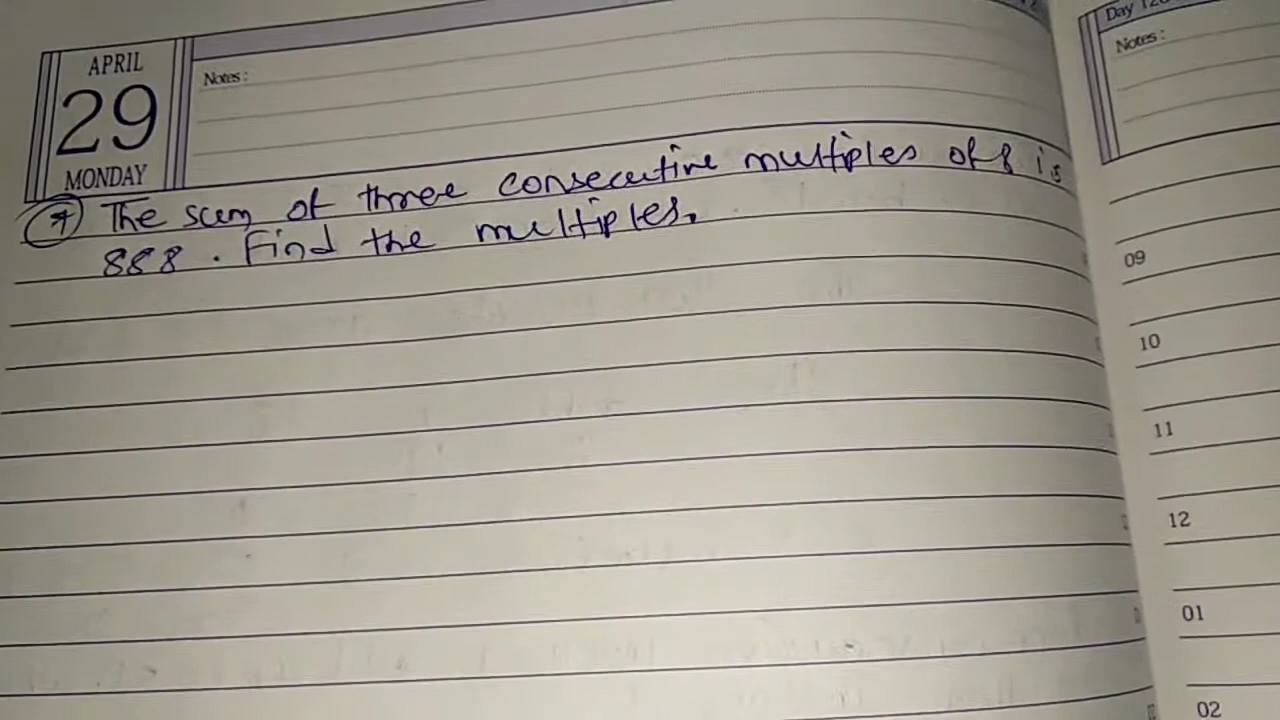 APRIL
29
MONDAY
Notes :
7 The sum of three consecutive multiples of 8 is
888. Find the multiples.
Notes :
09
10
11
12
01
02